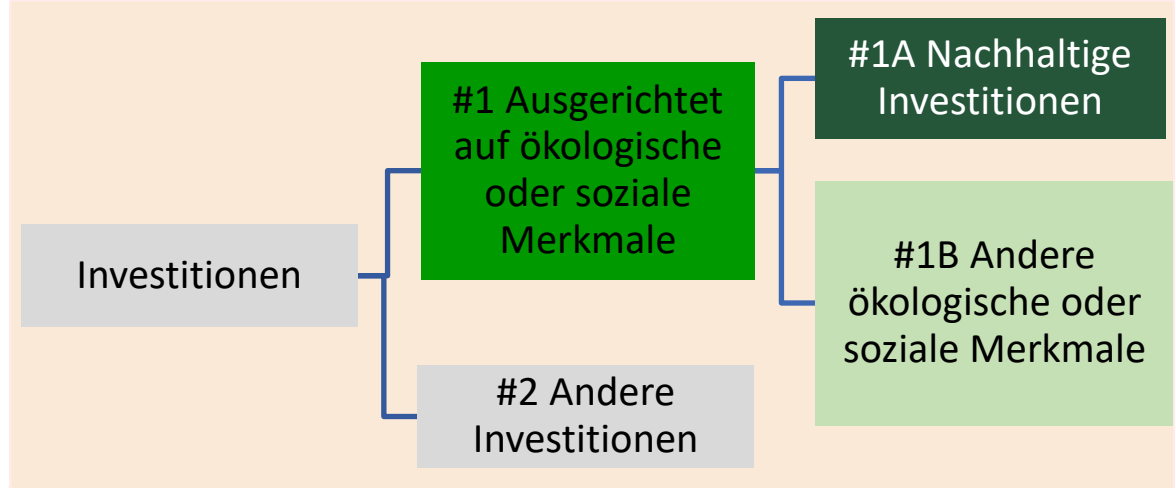 Investitionen
#1 Ausgerichtet
auf ökologische
oder soziale
Merkmale
#2 Andere
Investitionen
#1A Nachhaltige
Investitionen
#1B Andere
ökologische oder
soziale Merkmale